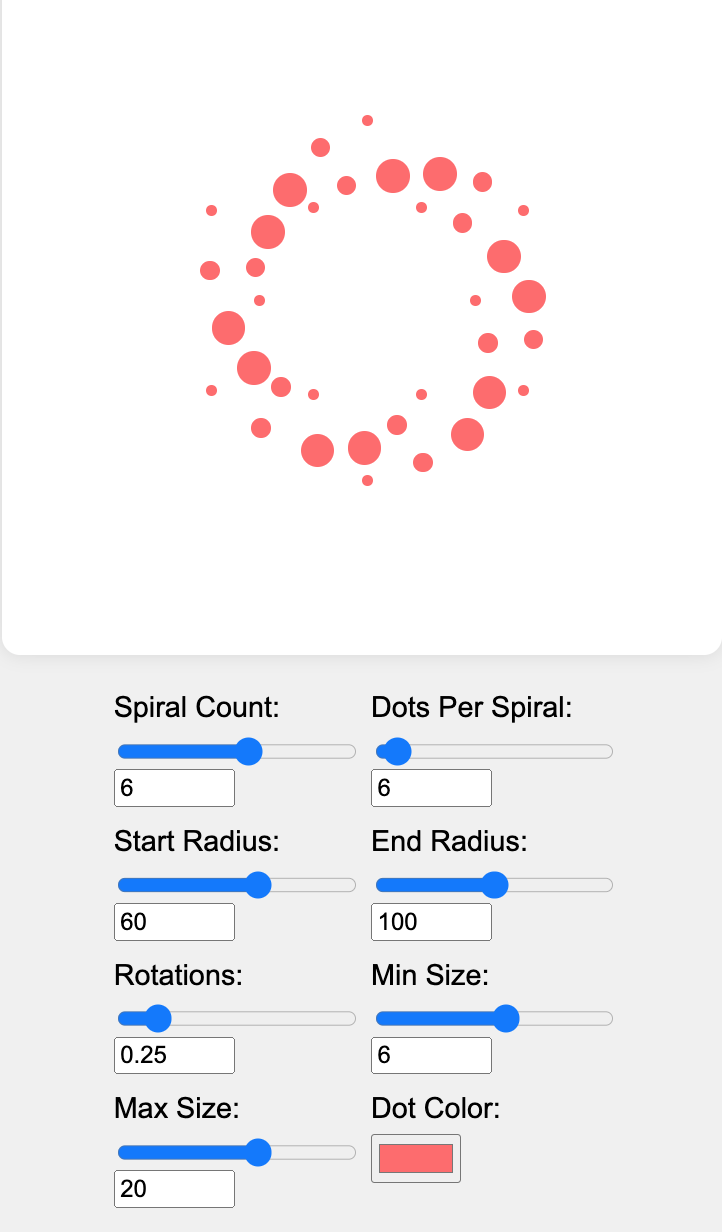 Spiral Count:
Dots Per Spiral:
6
6
Start Radius:
End Radius:
60
100
Rotations:
Min Size:
0.25
6
Max Size:
Dot Color:
20